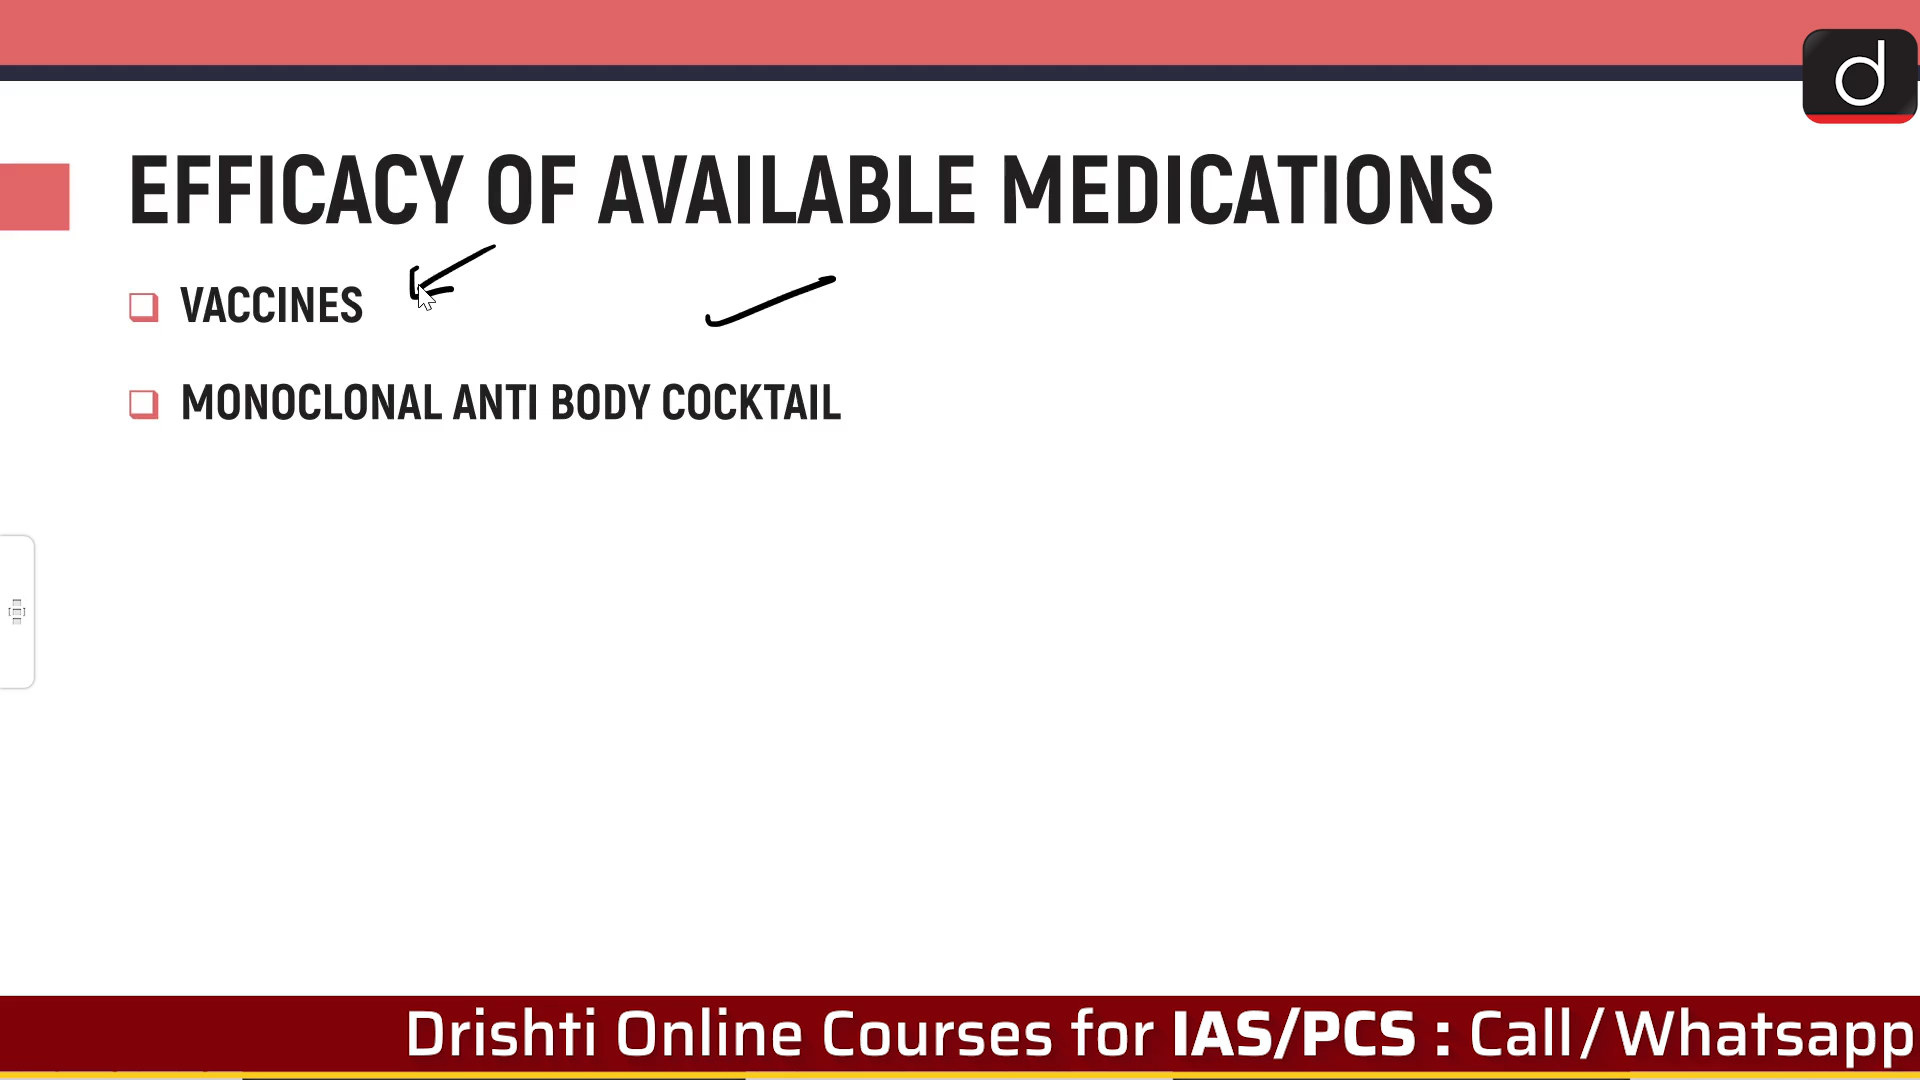 d
EFFICACY OF AVAILABLE MEDICATIONS
VACCINES
MONOCLONAL ANTI BODY COCKTAIL
Drishti Online Courses for IAS/PCS : Call/Whatsapp